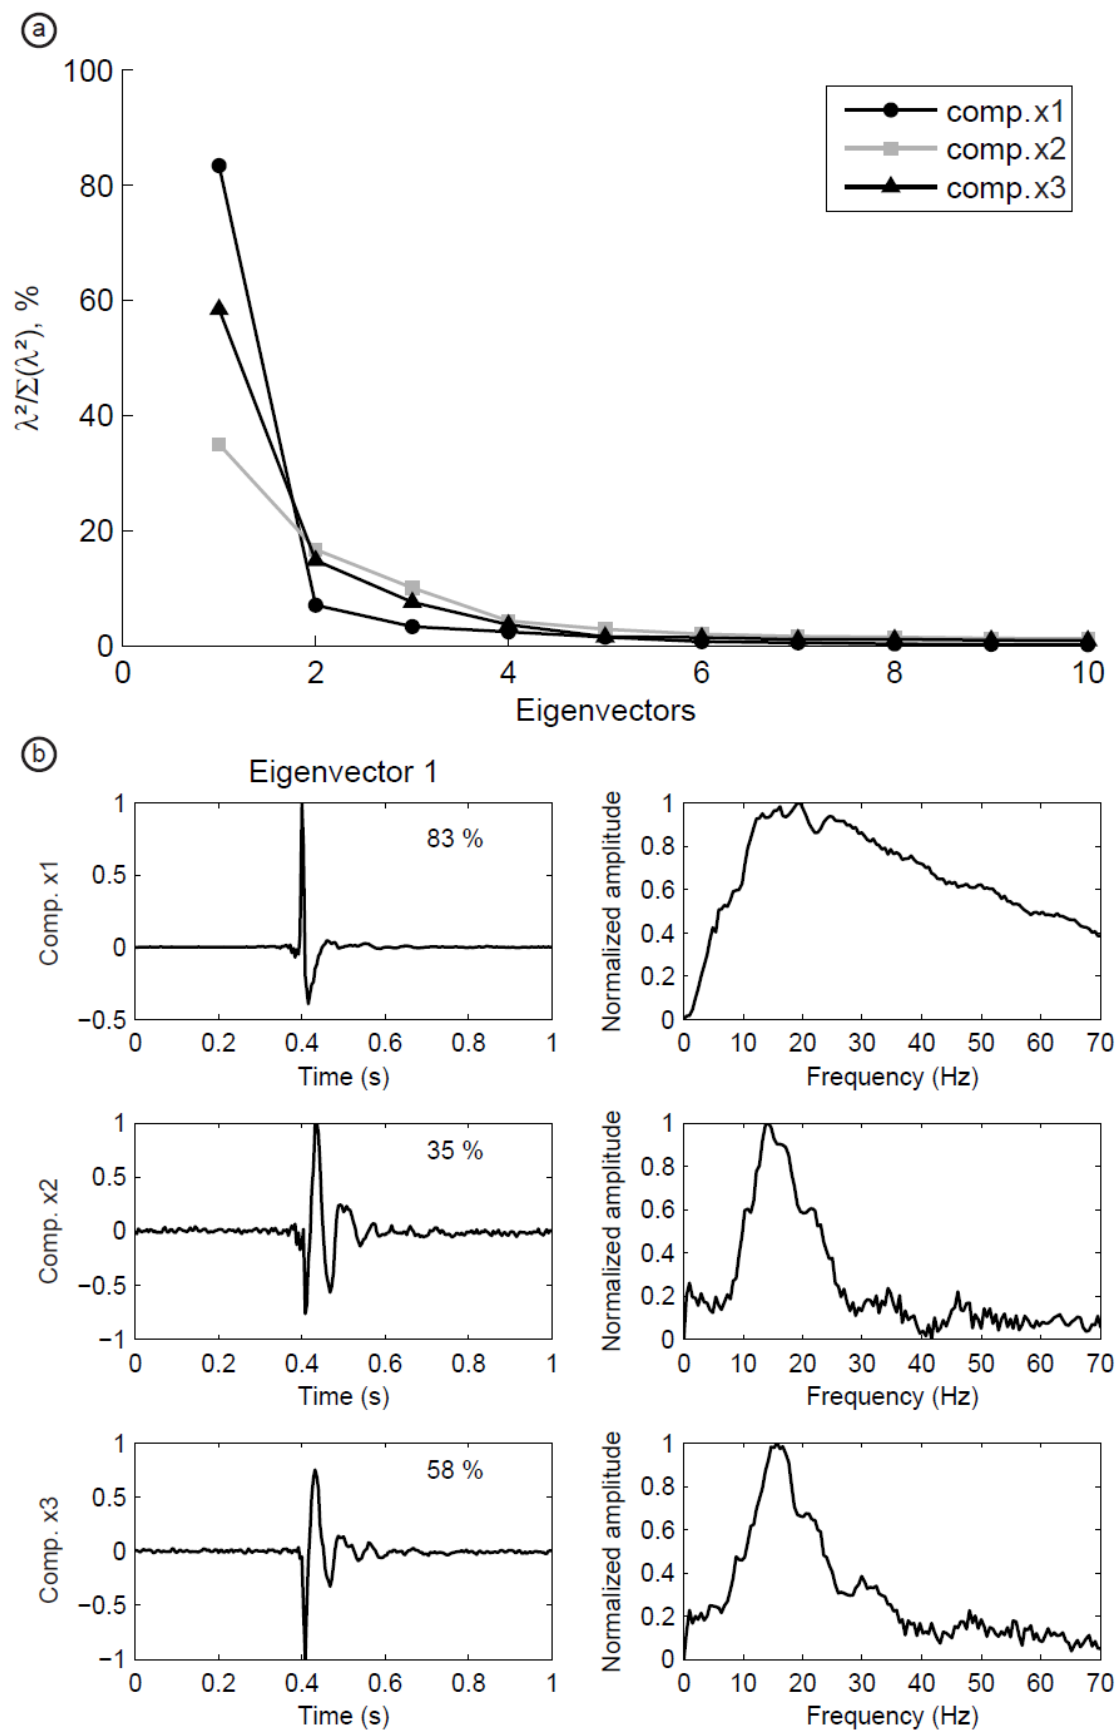 a
100
80
60
40
20
0
λ²/Σ(λ²), %
comp. x1
comp. x2
comp. x3
0 2 4 6 8 10
Eigenvectors
b
Eigenvector 1
1
0.5
0
−0.5
Comp. x1
83 %
0 0.2 0.4 0.6 0.8 1
Time (s)
1
0.8
0.6
0.4
0.2
0
Normalized amplitude
0 10 20 30 40 50 60 70
Frequency (Hz)
1
0.5
0
−0.5
−1
Comp. x2
35 %
0 0.2 0.4 0.6 0.8 1
Time (s)
1
0.8
0.6
0.4
0.2
0
Normalized amplitude
0 10 20 30 40 50 60 70
Frequency (Hz)
1
0.5
0
−0.5
−1
Comp. x3
58 %
0 0.2 0.4 0.6 0.8 1
Time (s)
1
0.8
0.6
0.4
0.2
0
Normalized amplitude
0 10 20 30 40 50 60 70
Frequency (Hz)